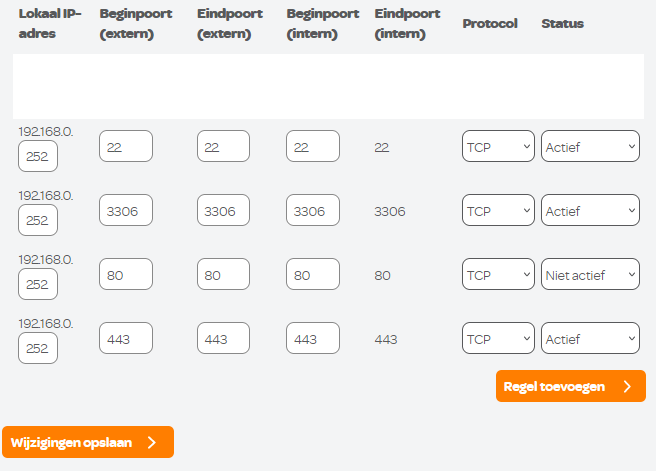 Lokaal IP-adres Beginpoort (extern) Eindpoort (extern) Beginpoort (intern) Eindpoort (intern) Protocol Status
192.168.0.
252 22 22 22 22 TCP Actief
192.168.0.
252 3306 3306 3306 3306 TCP Actief
192.168.0.
252 80 80 80 80 TCP Niet actief
192.168.0.
252 443 443 443 443 TCP Actief
Regel toevoegen
Wijzigingen opslaan